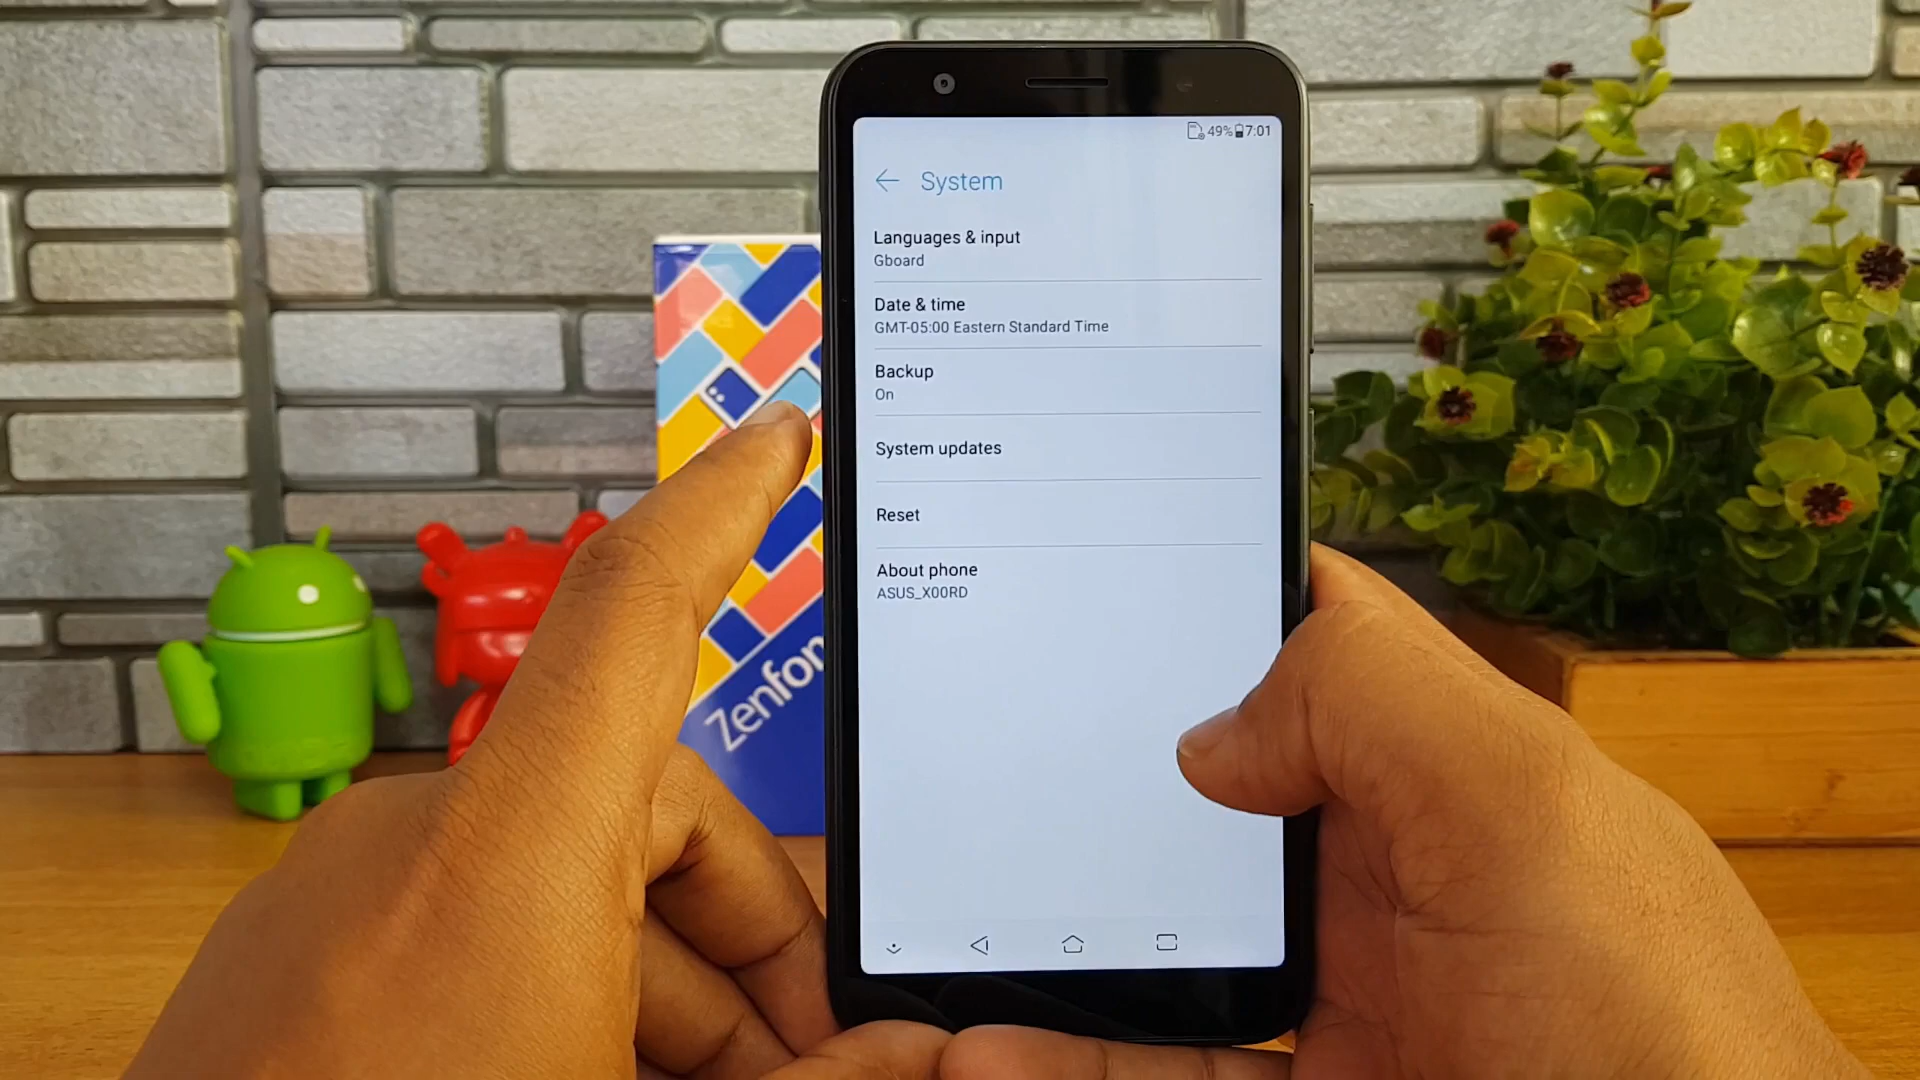 49% 7:01
System
Languages & input
Gboard
Date & time
GMT-05:00 Eastern Standard Time
Backup
On
System updates
Reset
About phone
ASUS_X00RD
Zenfon